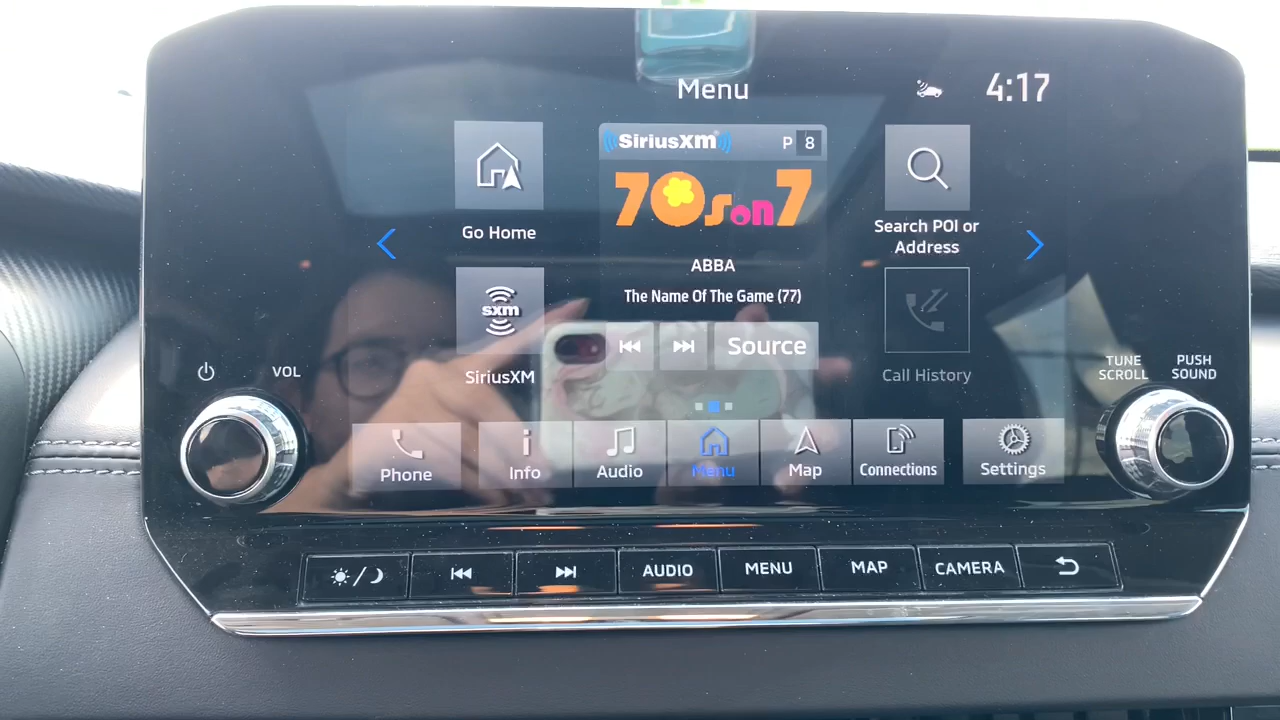 Menu
4:17
SiriusXM
P 8
70s on 7
Go Home
Search POI or
Address
ABBA
The Name Of The Game (77)
sxm
Source
SiriusXM
Call History
VOL
TUNE
SCROLL
PUSH
SOUND
Phone
Info
Audio
Menu
Map
Connections
Settings
AUDIO
MENU
MAP
CAMERA